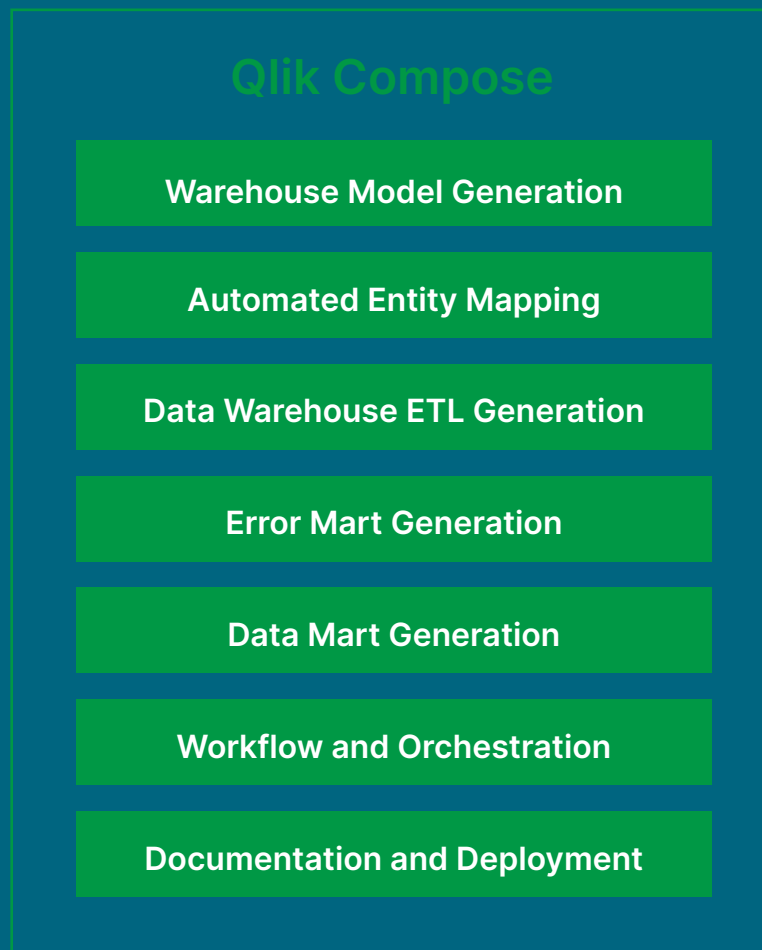 Qlik Compose
Warehouse Model Generation
Automated Entity Mapping
Data Warehouse ETL Generation
Error Mart Generation
Data Mart Generation
Workflow and Orchestration
Documentation and Deployment